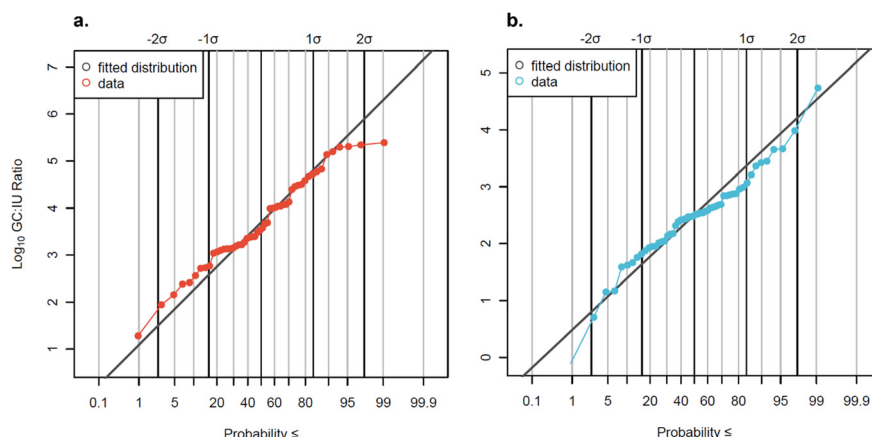 a.
-2σ -1σ 1σ 2σ
7
6
5
4
3
2
1
Log10 GC:IU Ratio
fitted distribution
data
0.1 1 5 20 40 60 80 95 99 99.9
Probability ≤
b.
-2σ -1σ 1σ 2σ
5
4
3
2
1
0
fitted distribution
data
0.1 1 5 20 40 60 80 95 99 99.9
Probability ≤